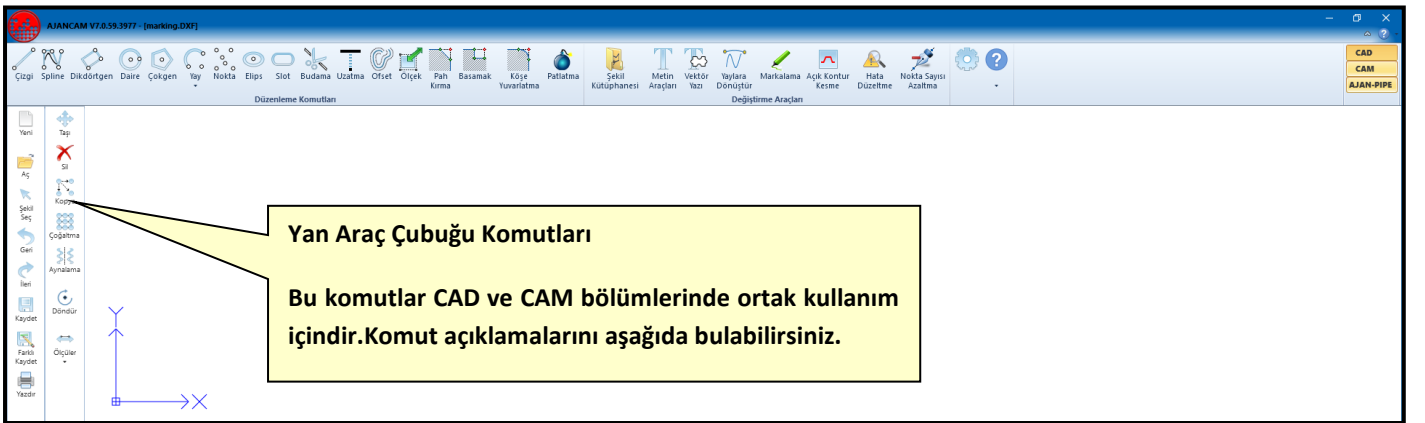 AJANCAM V7.0.59.3977 - [marking.DXF]
Çizgi Spline Dikdörtgen Daire Çokgen Yay Nokta Elips Slot Budama Uzatma Ofset Ölçek Pah Kırma Basamak Köşe Yuvarlatma Patlatma Şekil Kütüphanesi Metin Araçları Vektör Yazı Yaylara Dönüştür Markalama Açık Kontur Kesme Hata Düzeltme Nokta Sayısı Azaltma
Düzenleme Komutları Değiştirme Araçları
CAD
CAM
AJAN-PIPE
Yeni
Aç
Şekil
Seç
Geri
İleri
Kaydet
Farklı
Kaydet
Yazdır
Taşı
Sil
Kopya
Çoğaltma
Aynalama
Döndür
Ölçüler
Yan Araç Çubuğu Komutları
Bu komutlar CAD ve CAM bölümlerinde ortak kullanım
içindir.Komut açıklamalarını aşağıda bulabilirsiniz.
Y
X